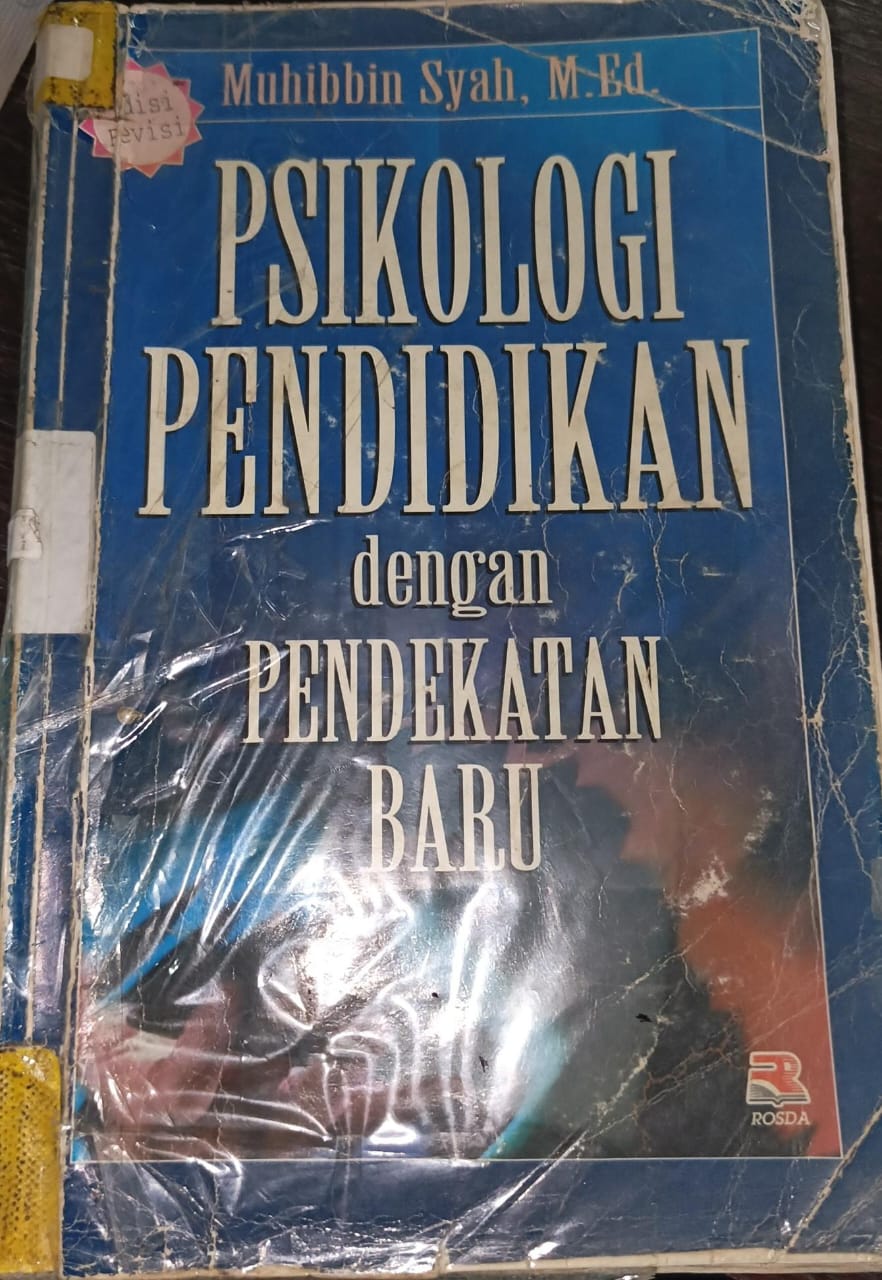 Muhibbin Syah, M.Ed.
Edisi
Revisi
PSIKOLOGI
PENDIDIKAN
dengan
PENDEKATAN
BARU
ROSDA